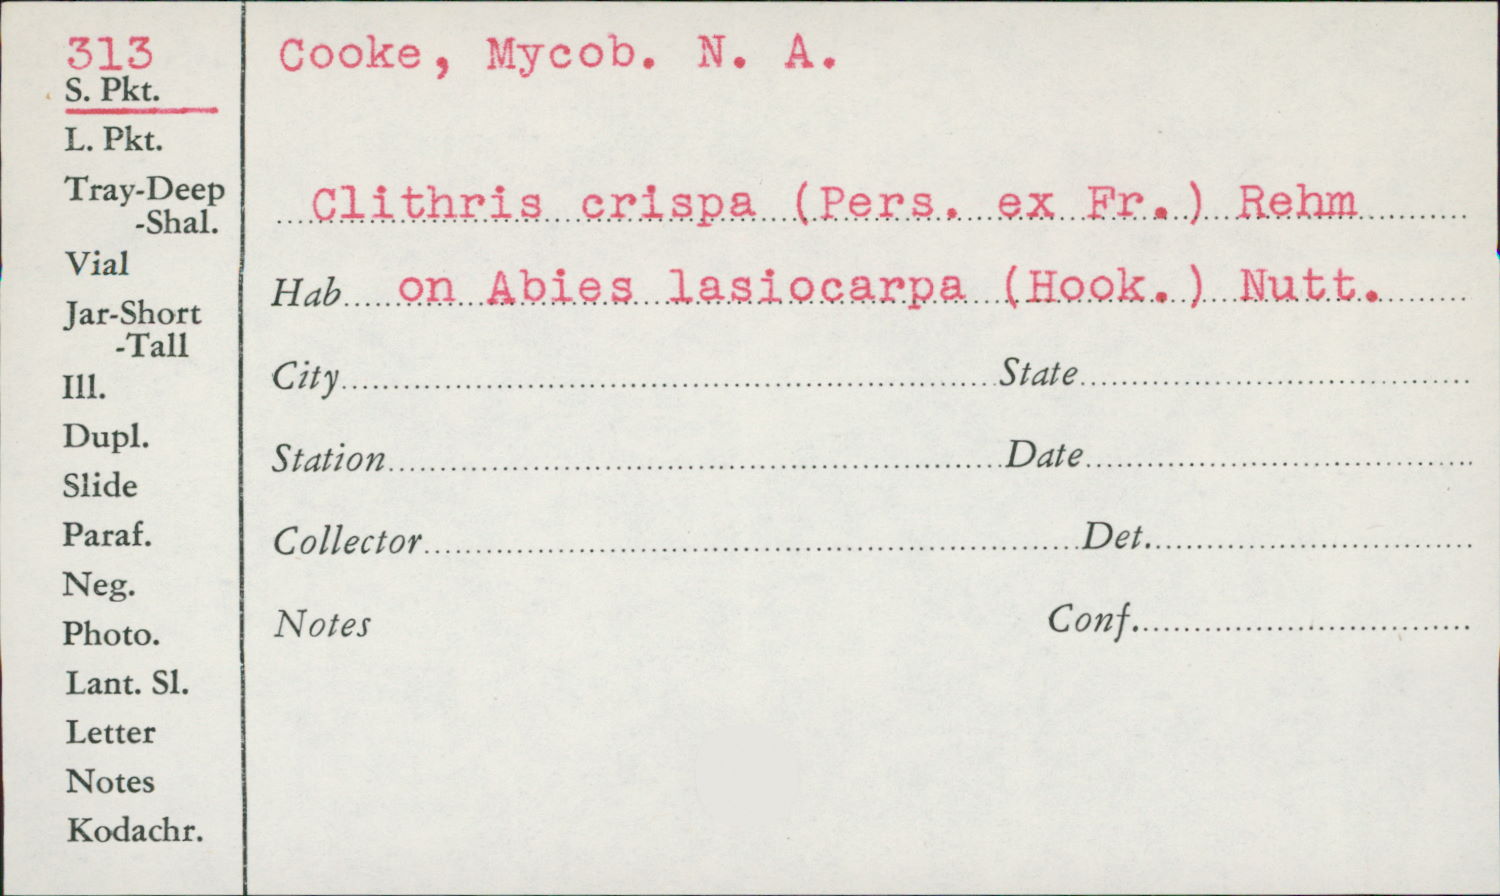 313
S. Pkt.
L. Pkt.
Tray-Deep
-Shal.
Vial
Jar-Short
-Tall
Ill.
Dupl.
Slide
Paraf.
Neg.
Photo.
Lant. Sl.
Letter
Notes
Kodachr.
Cooke, Mycob. N. A.
Clithris crispa (Pers. ex Fr.) Rehm
Hab. on Abies lasiocarpa (Hook.) Nutt.
City State
Station Date
Collector Det.
Notes Conf.